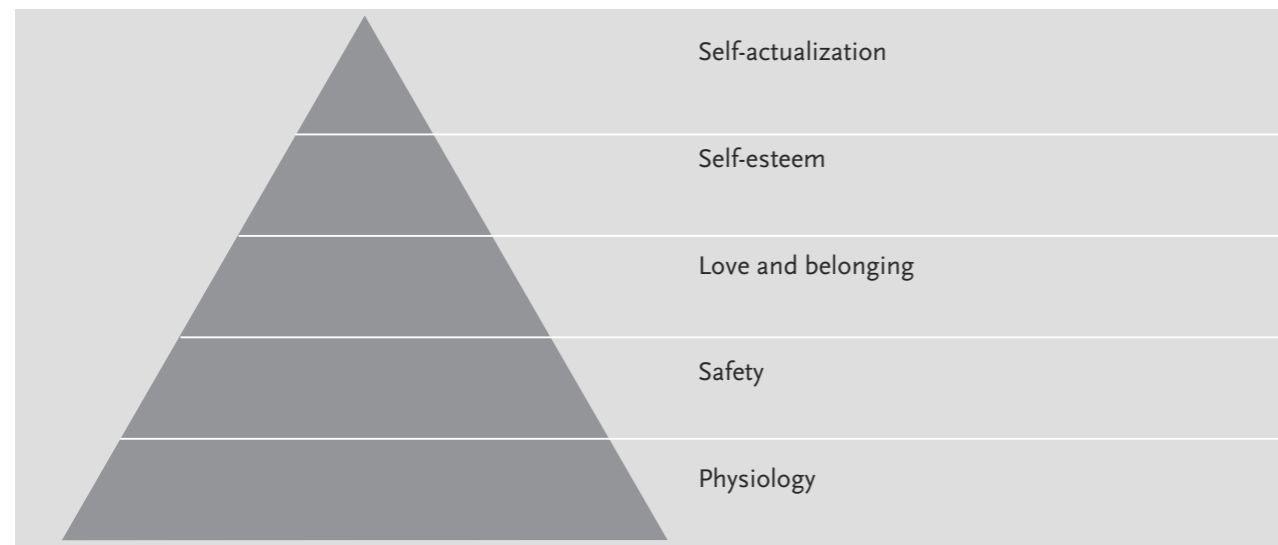 Self-actualization
Self-esteem
Love and belonging
Safety
Physiology